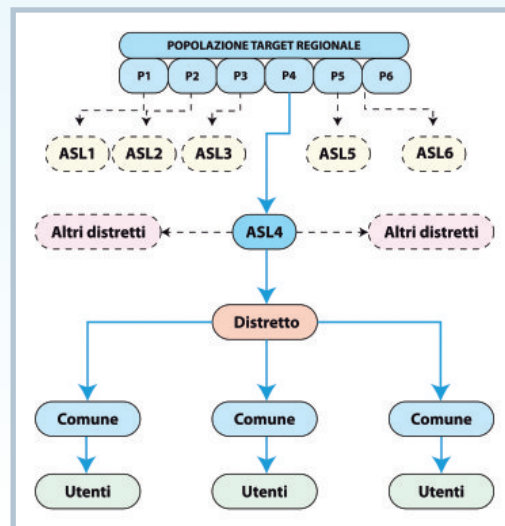 POPOLAZIONE TARGET REGIONALE
P1 P2 P3 P4 P5 P6
ASL1 ASL2 ASL3 ASL5 ASL6
Altri distretti ASL4 Altri distretti
Distretto
Comune Comune Comune
Utenti Utenti Utenti